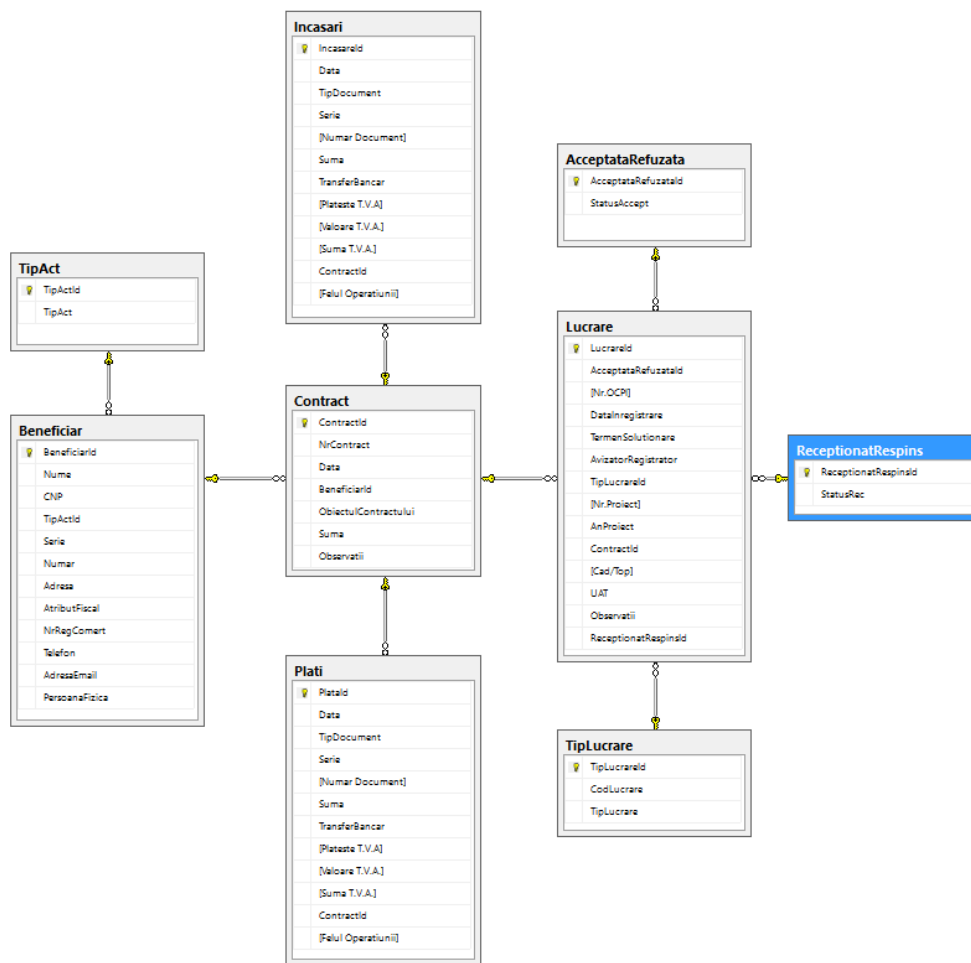 Incasari
IncasareId
Data
TipDocument
Serie
[Numar Document]
Suma
TransferBancar
[Plateste T.V.A]
[Valoare T.V.A.]
[Suma T.V.A.]
ContractId
[Felul Operatiunii]
AcceptataRefuzata
AcceptataRefuzataId
StatusAccept
TipAct
TipActId
TipAct
Lucrare
LucrareId
AcceptataRefuzataId
[Nr.OCPI]
DataInregistrare
TermenSolutionare
AvizatorRegistrator
TipLucrareId
[Nr.Proiect]
AnProiect
ContractId
[Cad/Top]
UAT
Observatii
ReceptionatRespinsId
Contract
ContractId
NrContract
Data
BeneficiarId
ObiectulContractului
Suma
Observatii
Beneficiar
BeneficiarId
Nume
CNP
TipActId
Serie
Numar
Adresa
AtributFiscal
NrRegComert
Telefon
AdresaEmail
PersoanaFizica
ReceptionatRespins
ReceptionatRespinsId
StatusRec
Plati
PlataId
Data
TipDocument
Serie
[Numar Document]
Suma
TransferBancar
[Plateste T.V.A]
[Valoare T.V.A.]
[Suma T.V.A.]
ContractId
[Felul Operatiunii]
TipLucrare
TipLucrareId
CodLucrare
TipLucrare